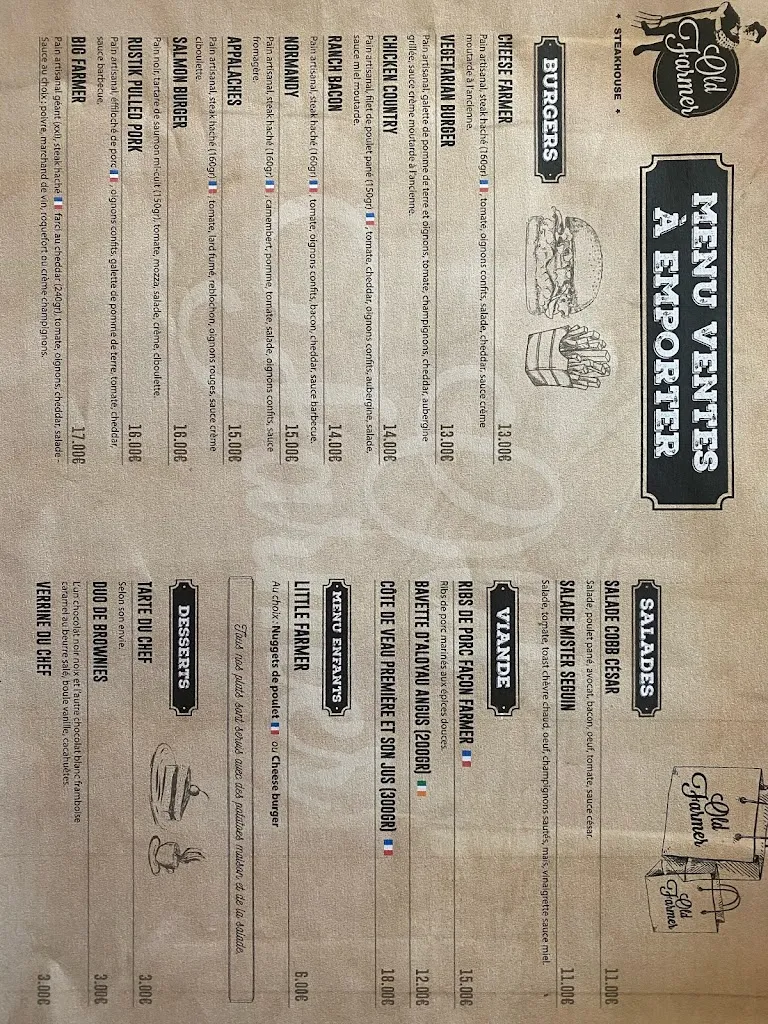 Old
Farmer
* STEAKHOUSE *
MENU VENTES
À EMPORTER
BURGERS
CHEESE FARMER 13.00€
Pain artisanal, steak haché (160gr), tomate, oignons confits, salade, cheddar, sauce crème
moutarde à l'ancienne.
VEGETARIAN BURGER 13.00€
Pain artisanal, galette de pomme de terre et oignons, tomate, champignons, cheddar, aubergine
grillée, sauce crème moutarde à l'ancienne.
CHICKEN COUNTRY 14.00€
Pain artisanal, filet de poulet pané (150gr), tomate, cheddar, oignons confits, aubergine, salade,
sauce miel moutarde.
RANCH BACON 14.00€
Pain artisanal, steak haché (160gr), tomate, oignons confits, bacon, cheddar, sauce barbecue.
NORMANDY 15.00€
Pain artisanal, steak haché (160gr), camembert, pomme, tomate, salade, oignons confits, sauce
fromagère.
APPALACHES 15.00€
Pain artisanal, steak haché (160gr), tomate, lard fumé, reblochon, oignons rouges, sauce crème
ciboulette.
SALMON BURGER 16.00€
Pain noir, tartare de saumon mi-cuit (150gr), tomate, mozza, salade, crème, ciboulette.
RUSTIK PULLED PORK 16.00€
Pain artisanal, éffiloché de porc, oignons confits, galette de pomme de terre, tomate, cheddar,
sauce barbecue.
BIG FARMER 17.00€
Pain artisanal géant (xxl), steak haché farci au cheddar (240gr), tomate, oignons, cheddar, salade -
Sauce au choix : poivre, marchand de vin, roquefort ou crème champignons.
Old
Farmer
Old
Farmer
SALADES
SALADE COBB CÉSAR 11.00€
Salade, poulet pané, avocat, bacon, oeuf, tomate, sauce césar.
SALADE MISTER SEGUIN 11.00€
Salade, tomate, toast chèvre chaud, oeuf, champignons sautés, maïs, vinaigrette sauce miel.
VIANDE
RIBS DE PORC FAÇON FARMER 15.00€
Ribs de porc marinés aux épices douces.
BAVETTE D'ALOYAU ANGUS (200GR) 12.00€
CÔTE DE VEAU PREMIÈRE ET SON JUS (300GR) 18.00€
MENU ENFANTS
LITTLE FARMER 6.00€
Au choix : Nuggets de poulet ou Cheese burger
Tous nos plats sont servis avec des patatoes maison et de la salade.
DESSERTS
TARTE DU CHEF 3.00€
Selon son envie.
DUO DE BROWNIES 3.00€
L'un chocolat noir noix et l'autre chocolat blanc framboise
caramel au beurre salé, boule vanille, cacahuètes.
VERRINE DU CHEF 3.00€